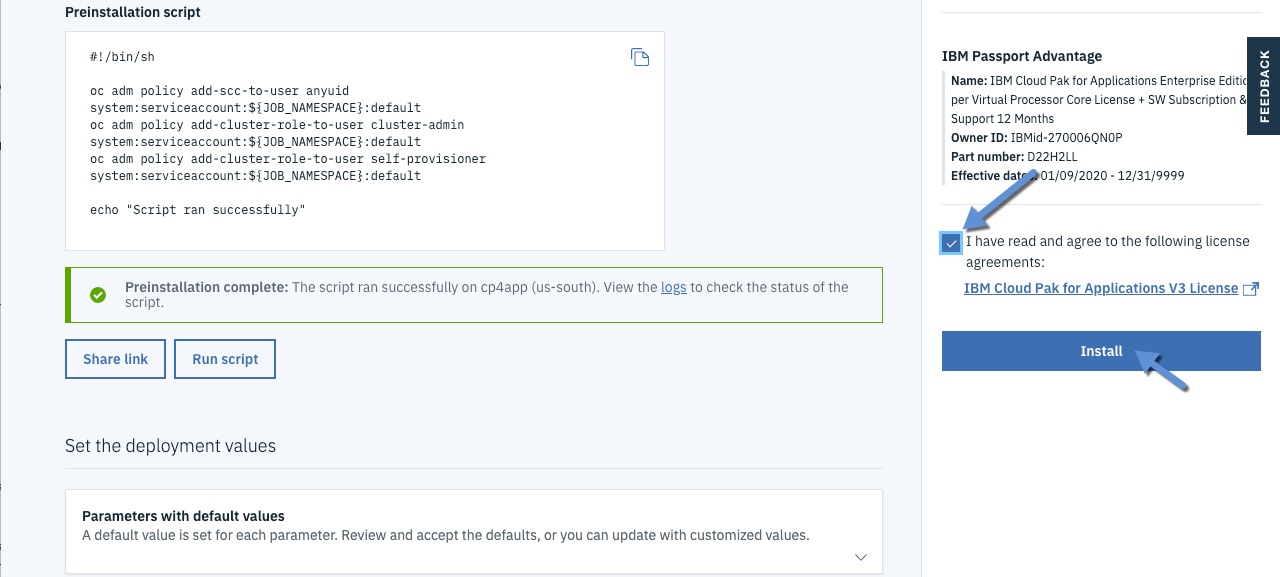 Preinstallation script
#!/bin/sh
oc adm policy add-scc-to-user anyuid
system:serviceaccount:${JOB_NAMESPACE}:default
oc adm policy add-cluster-role-to-user cluster-admin
system:serviceaccount:${JOB_NAMESPACE}:default
oc adm policy add-cluster-role-to-user self-provisioner
system:serviceaccount:${JOB_NAMESPACE}:default
echo "Script ran successfully"
Preinstallation complete: The script ran successfully on cp4app (us-south). View the logs to check the status of the
script.
Share link
Run script
Set the deployment values
Parameters with default values
A default value is set for each parameter. Review and accept the defaults, or you can update with customized values.
IBM Passport Advantage
Name: IBM Cloud Pak for Applications Enterprise
per Virtual Processor Core License + SW Subscription &
Support 12 Months
Owner ID: IBMid-270006QN0P
Part number: D22H2LL
Effective date: 01/09/2020 - 12/31/9999
I have read and agree to the following license
agreements:
IBM Cloud Pak for Applications V3 License
Install
FEEDBACK